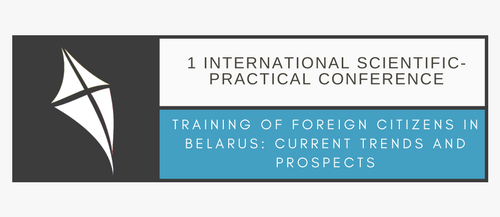 1 INTERNATIONAL SCIENTIFIC-
PRACTICAL CONFERENCE
TRAINING OF FOREIGN CITIZENS IN
BELARUS: CURRENT TRENDS AND
PROSPECTS